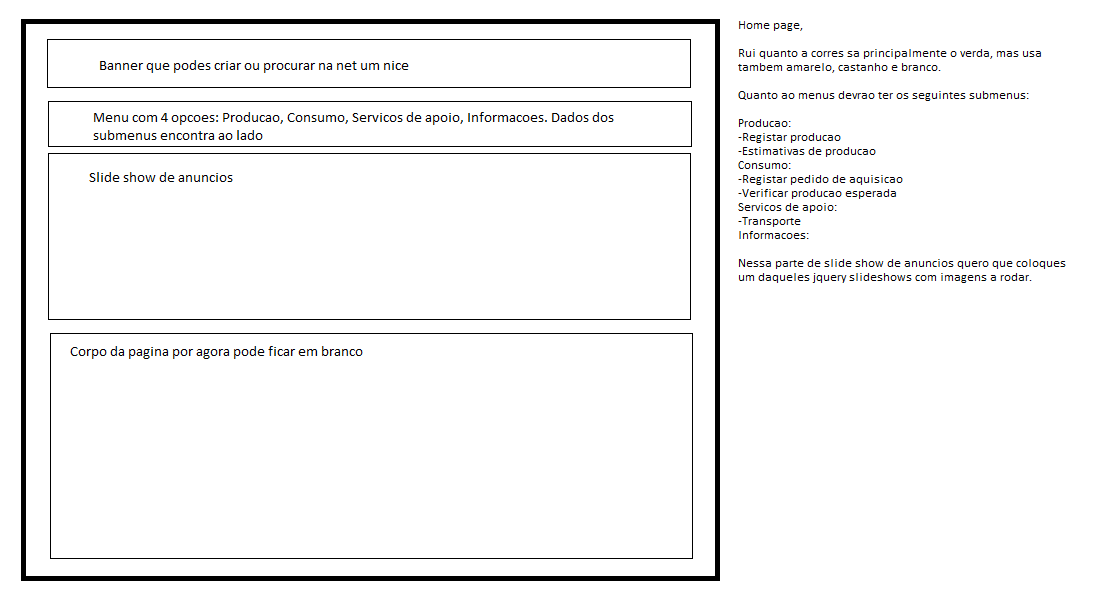 Banner que podes criar ou procurar na net um nice
Menu com 4 opcoes: Producao, Consumo, Servicos de apoio, Informacoes. Dados dos
submenus encontra ao lado
Slide show de anuncios
Corpo da pagina por agora pode ficar em branco
Home page,
Rui quanto a corres sa principalmente o verda, mas usa
tambem amarelo, castanho e branco.
Quanto ao menus devrao ter os seguintes submenus:
Producao:
-Registar producao
-Estimativas de producao
Consumo:
-Registar pedido de aquisicao
-Verificar producao esperada
Servicos de apoio:
-Transporte
Informacoes:
Nessa parte de slide show de anuncios quero que coloques
um daqueles jquery slideshows com imagens a rodar.